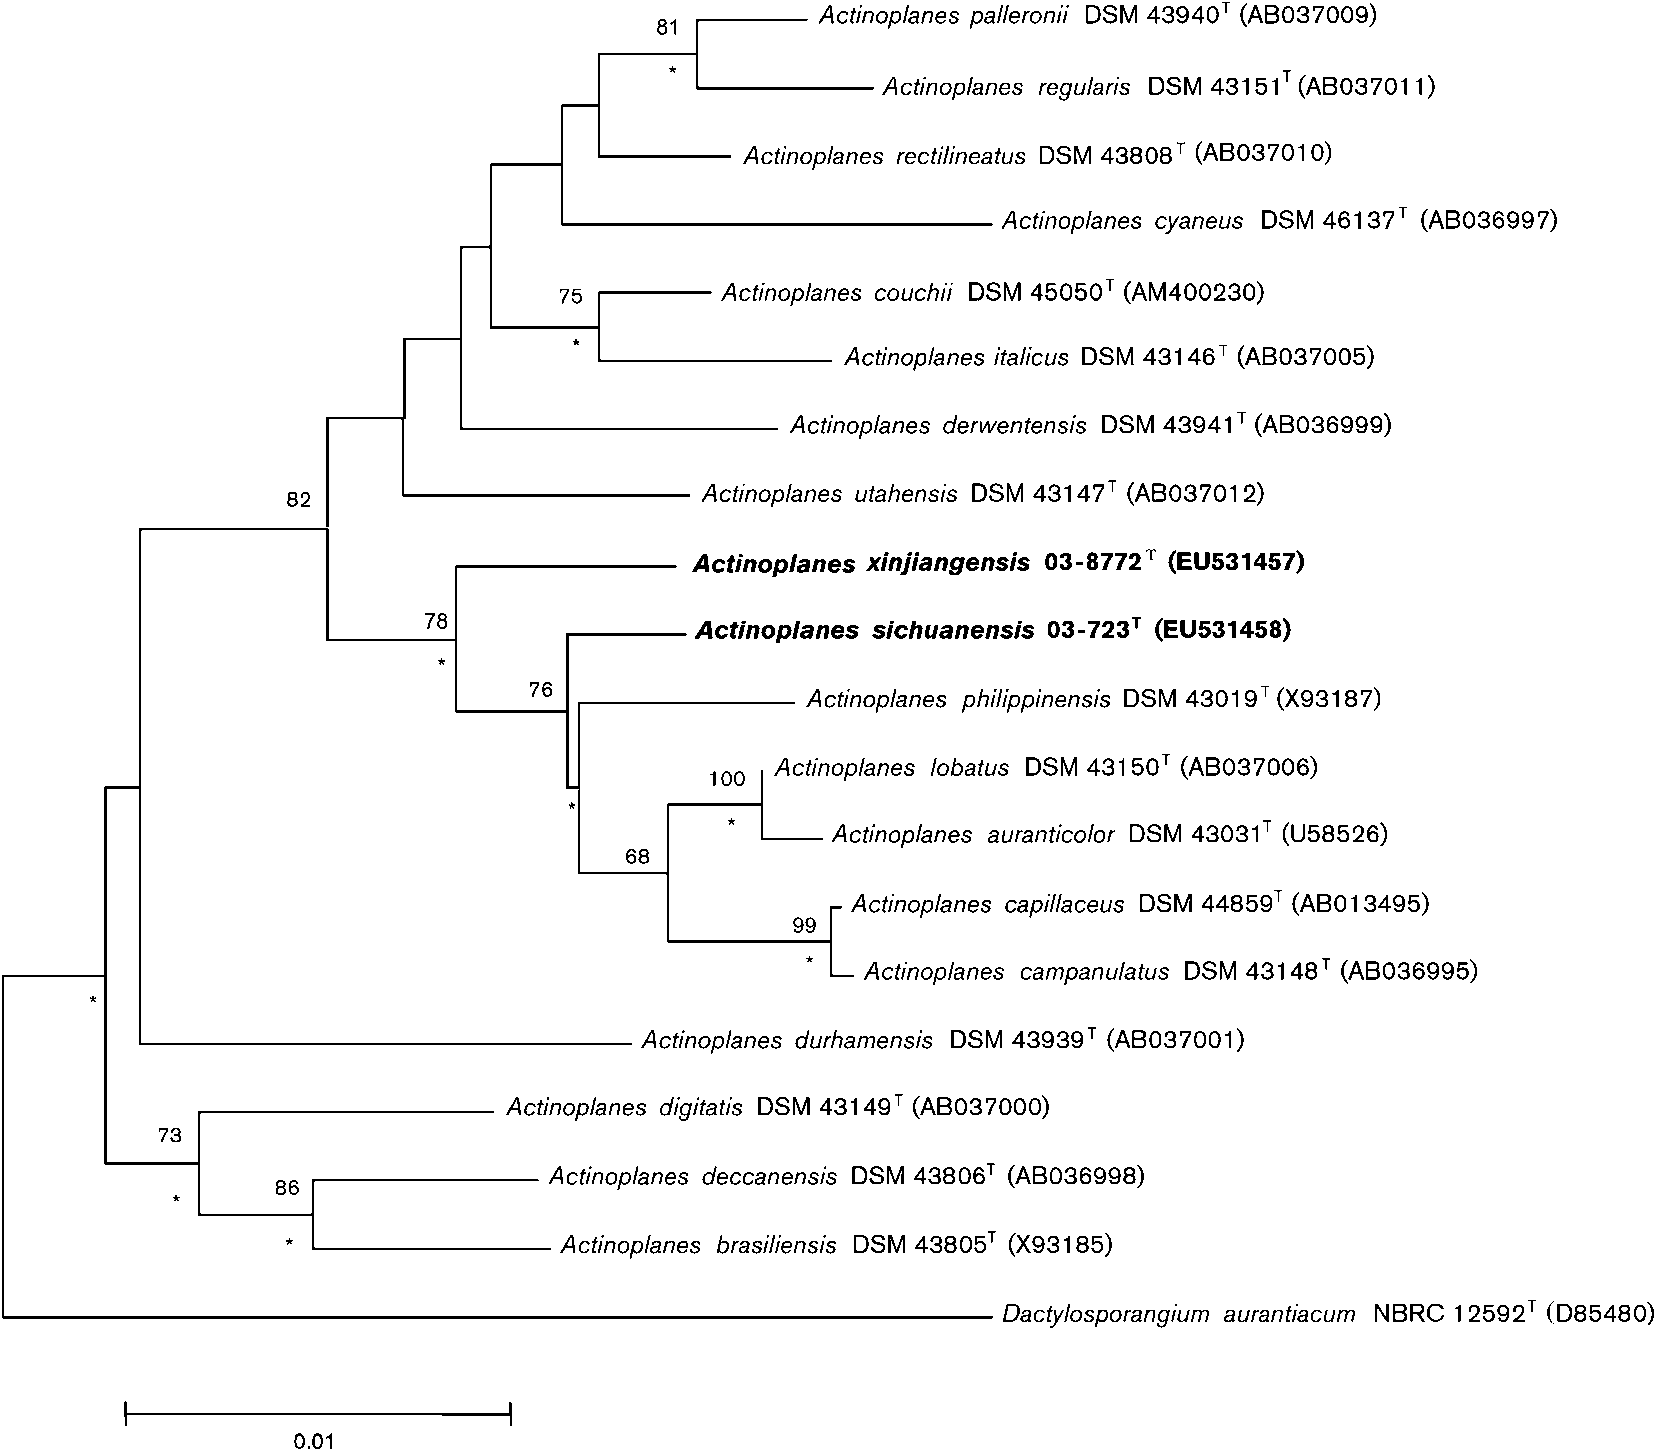 Actinoplanes palleronii DSM 43940T (AB037009)
81
*
Actinoplanes regularis DSM 43151T (AB037011)
Actinoplanes rectilineatus DSM 43808T (AB037010)
Actinoplanes cyaneus DSM 46137T (AB036997)
75
Actinoplanes couchii DSM 45050T (AM400230)
*
Actinoplanes italicus DSM 43146T (AB037005)
Actinoplanes derwentensis DSM 43941T (AB036999)
82
Actinoplanes utahensis DSM 43147T (AB037012)
Actinoplanes xinjiangensis 03-8772T (EU531457)
78
*
Actinoplanes sichuanensis 03-723T (EU531458)
76
Actinoplanes philippinensis DSM 43019T (X93187)
*
Actinoplanes lobatus DSM 43150T (AB037006)
100
*
Actinoplanes auranticolor DSM 43031T (U58526)
68
Actinoplanes capillaceus DSM 44859T (AB013495)
99
*
Actinoplanes campanulatus DSM 43148T (AB036995)
*
Actinoplanes durhamensis DSM 43939T (AB037001)
Actinoplanes digitatis DSM 43149T (AB037000)
73
*
Actinoplanes deccanensis DSM 43806T (AB036998)
86
*
Actinoplanes brasiliensis DSM 43805T (X93185)
Dactylosporangium aurantiacum NBRC 12592T (D85480)
0.01